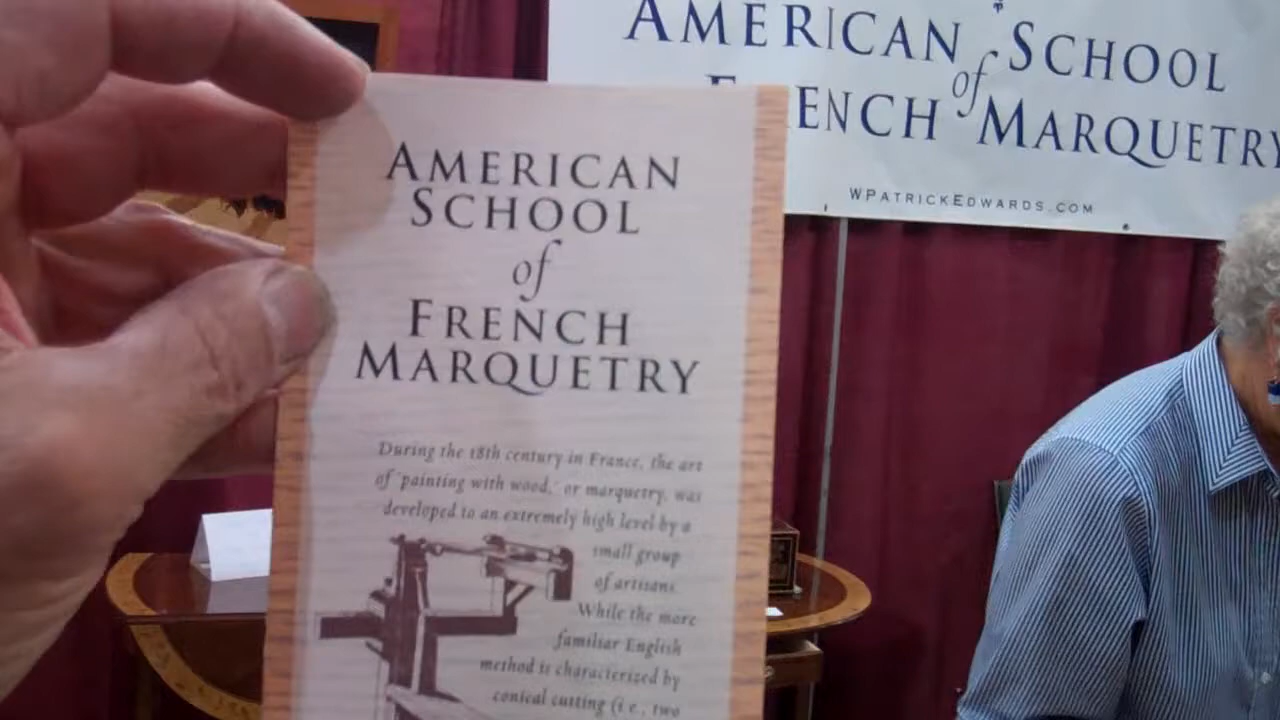 AMERICAN SCHOOL
of
FRENCH MARQUETRY
WPATRICKEDWARDS.COM
AMERICAN
SCHOOL
of
FRENCH
MARQUETRY
During the 18th century in France, the art
of 'painting with wood,' or marquetry, was
developed to an extremely high level by a
small group
of artisans.
While the more
familiar English
method is characterized by
conical cutting (i.e., two